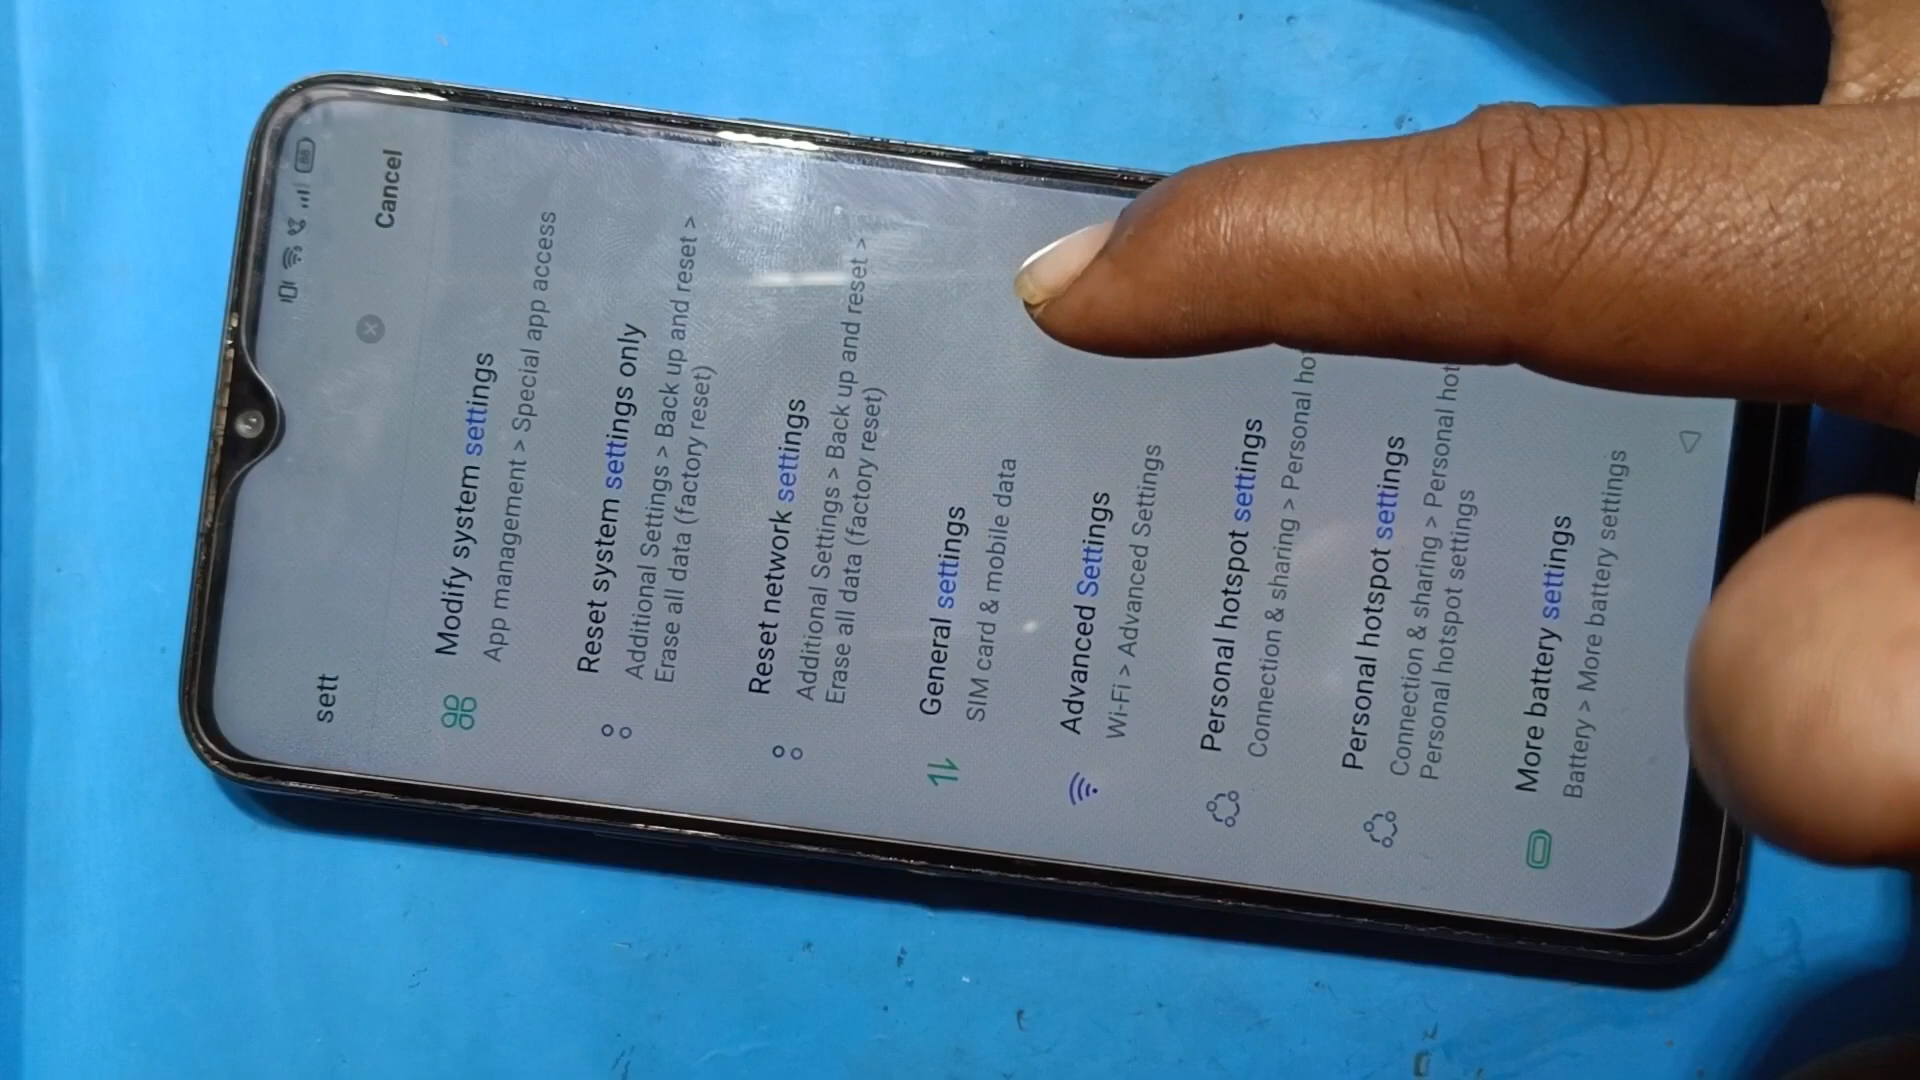 sett
Cancel
Modify system settings
App management > Special app access
Reset system settings only
Additional Settings > Back up and reset >
Erase all data (factory reset)
Reset network settings
Additional Settings > Back up and reset >
Erase all data (factory reset)
General settings
SIM card & mobile data
Advanced Settings
Wi-Fi > Advanced Settings
Personal hotspot settings
Connection & sharing > Personal
Personal hotspot settings
Connection & sharing > Personal
Personal hotspot settings
More battery settings
Battery > More battery settings